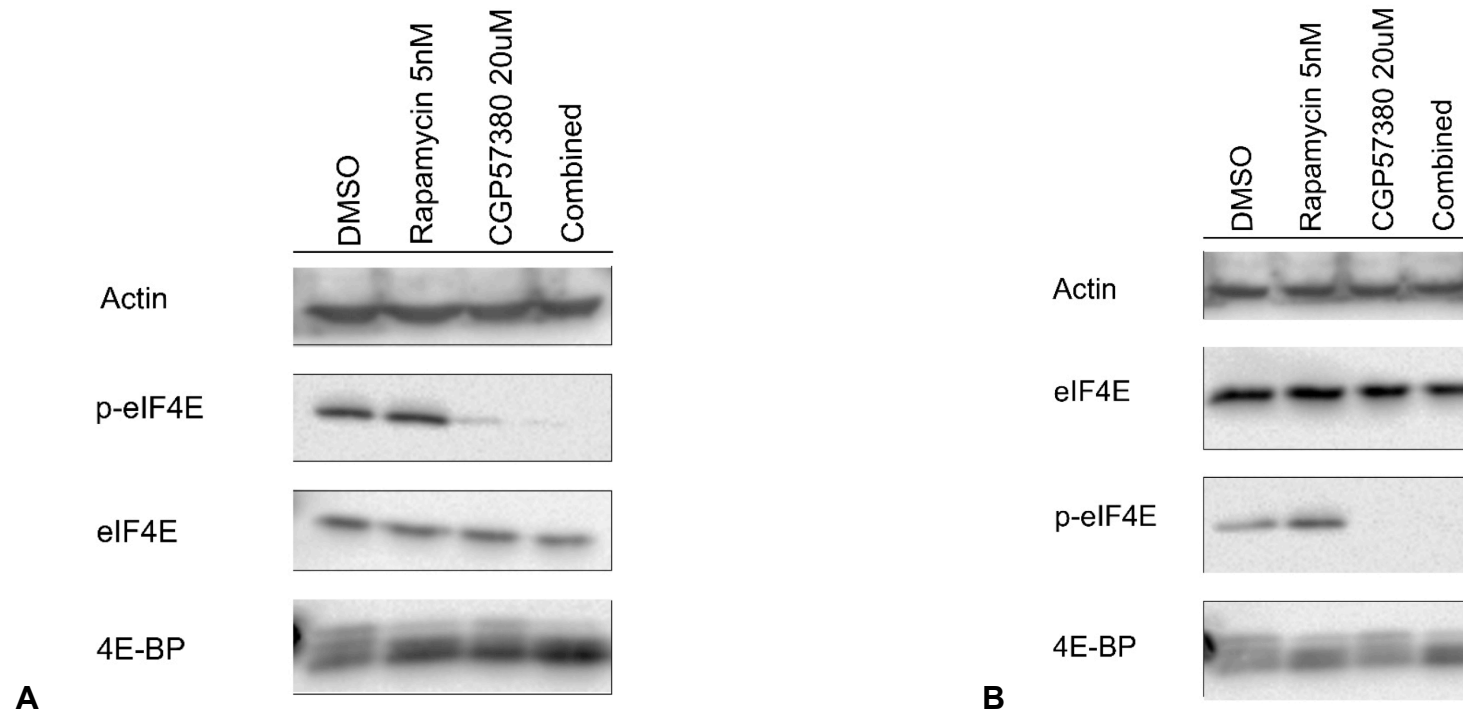 DMSO
Rapamycin 5nM
CGP57380 20uM
Combined
Actin
p-eIF4E
eIF4E
4E-BP
A
DMSO
Rapamycin 5nM
CGP57380 20uM
Combined
Actin
eIF4E
p-eIF4E
4E-BP
B